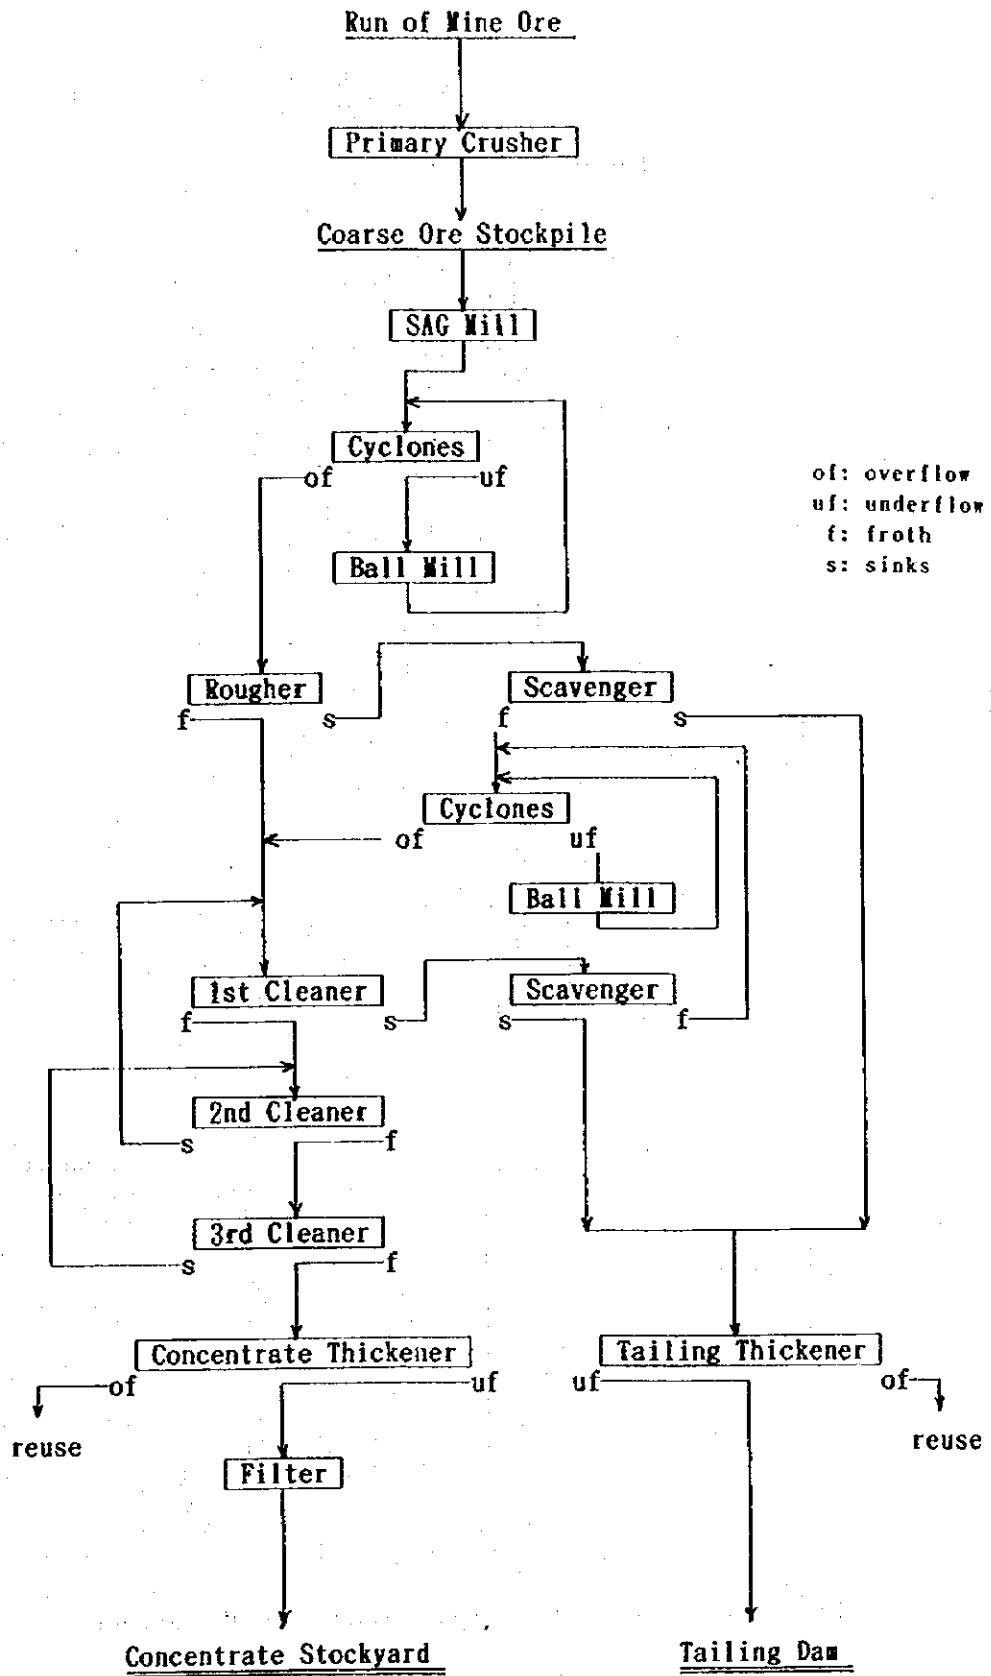 Run of Mine Ore
Primary Crusher
Coarse Ore Stockpile
SAG Mill
Cyclones
of uf
of: overflow
uf: underflow
f: froth
s: sinks
Ball Mill
Rougher Scavenger
f s f s
Cyclones
of uf
Ball Mill
1st Cleaner Scavenger
f s s f
2nd Cleaner
s f
3rd Cleaner
s f
Concentrate Thickener Tailing Thickener
of uf uf of
reuse reuse
Filter
Concentrate Stockyard Tailing Dam